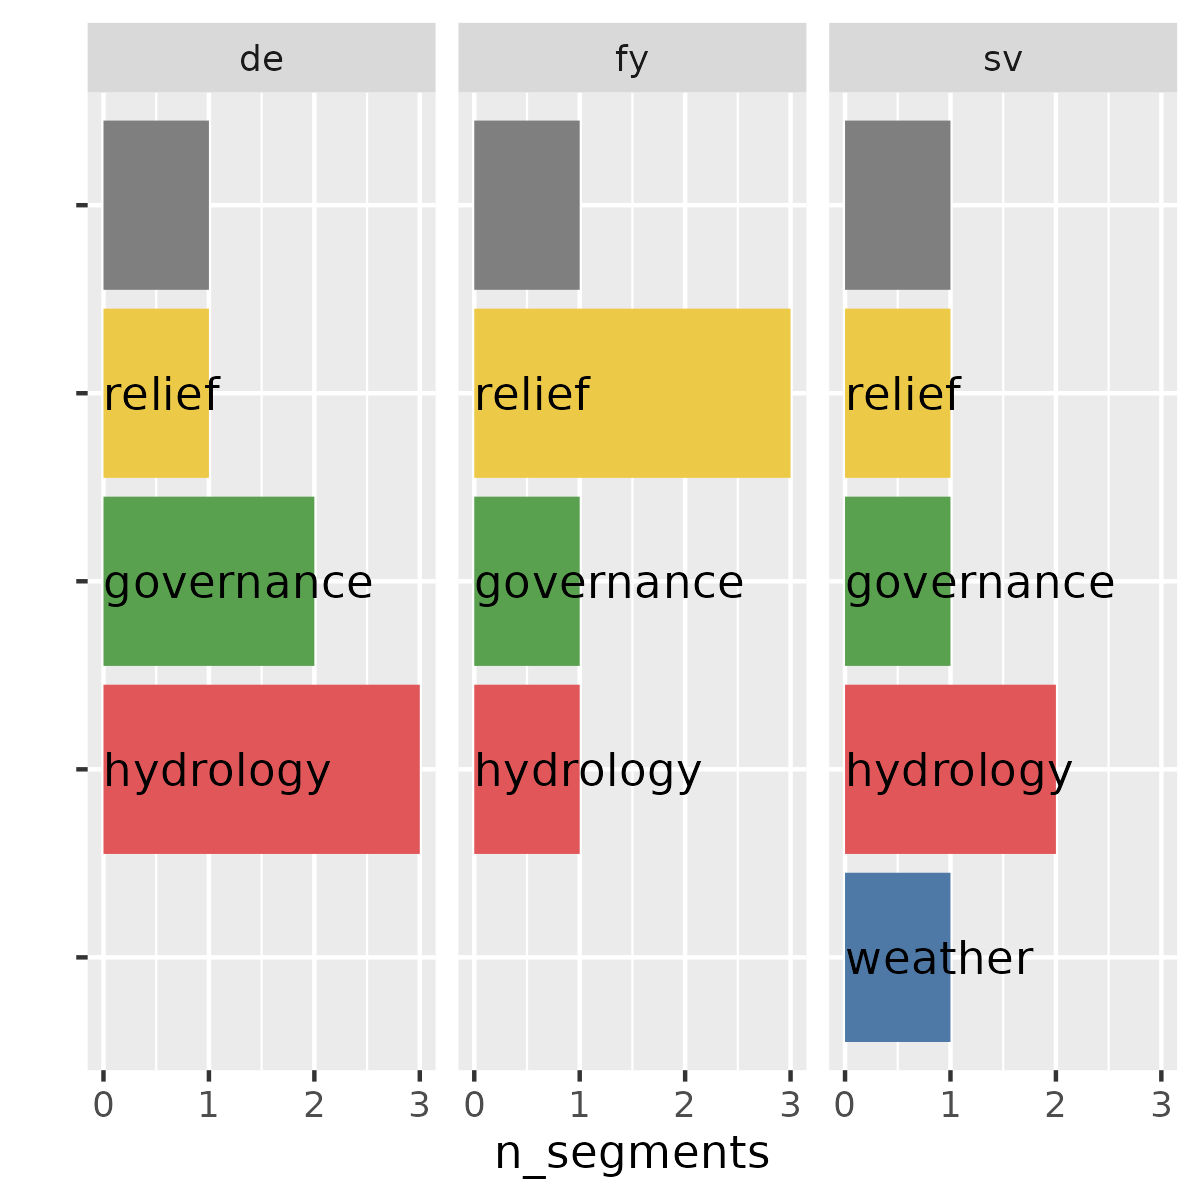 de
fy
sv
relief
relief
relief
governance
governance
governance
hydrology
hydrology
hydrology
weather
0 1 2 3
0 1 2 3
0 1 2 3
n_segments